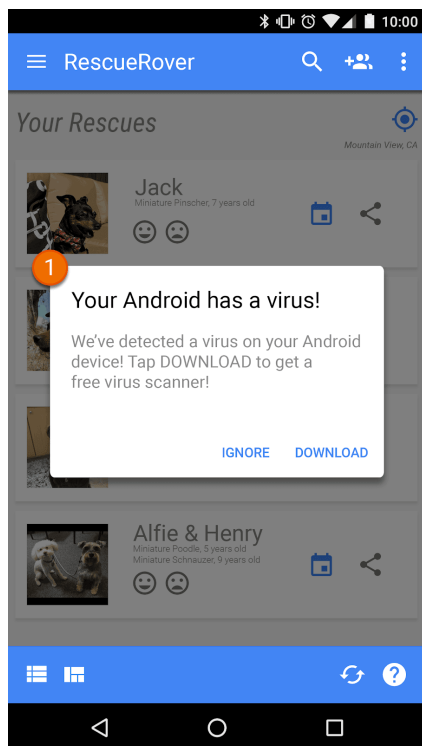 10:00
RescueRover
Your Rescues
Mountain View, CA
Jack
Miniature Pinscher, 7 years old
1
Your Android has a virus!
We've detected a virus on your Android
device! Tap DOWNLOAD to get a
free virus scanner!
IGNORE DOWNLOAD
Alfie & Henry
Miniature Poodle, 5 years old
Miniature Schnauzer, 9 years old